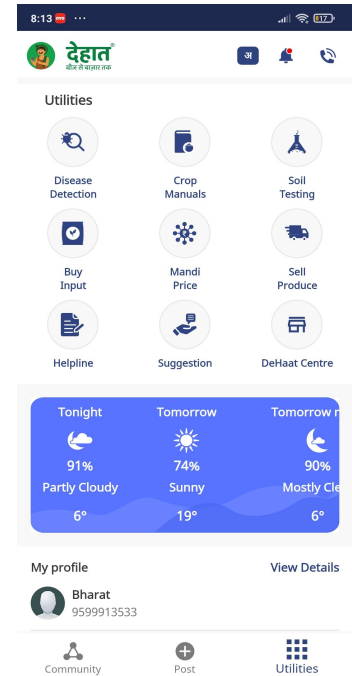 8:13 ···
17
देहात
बीज से बाज़ार तक
अ
Utilities
Disease
Detection
Crop
Manuals
Soil
Testing
Buy
Input
Mandi
Price
Sell
Produce
Helpline
Suggestion
DeHaat Centre
Tonight
Tomorrow
Tomorrow n
91%
74%
90%
Partly Cloudy
Sunny
Mostly Cle
6°
19°
6°
My profile
View Details
Bharat
9599913533
Community
Post
Utilities